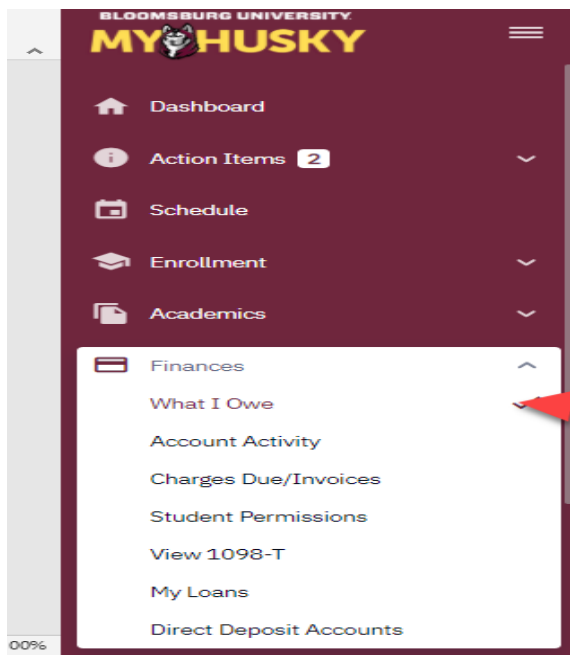 BLOOMSBURG UNIVERSITY
MY HUSKY
Dashboard
Action Items 2
Schedule
Enrollment
Academics
Finances
What I Owe
Account Activity
Charges Due/Invoices
Student Permissions
View 1098-T
My Loans
Direct Deposit Accounts
00%